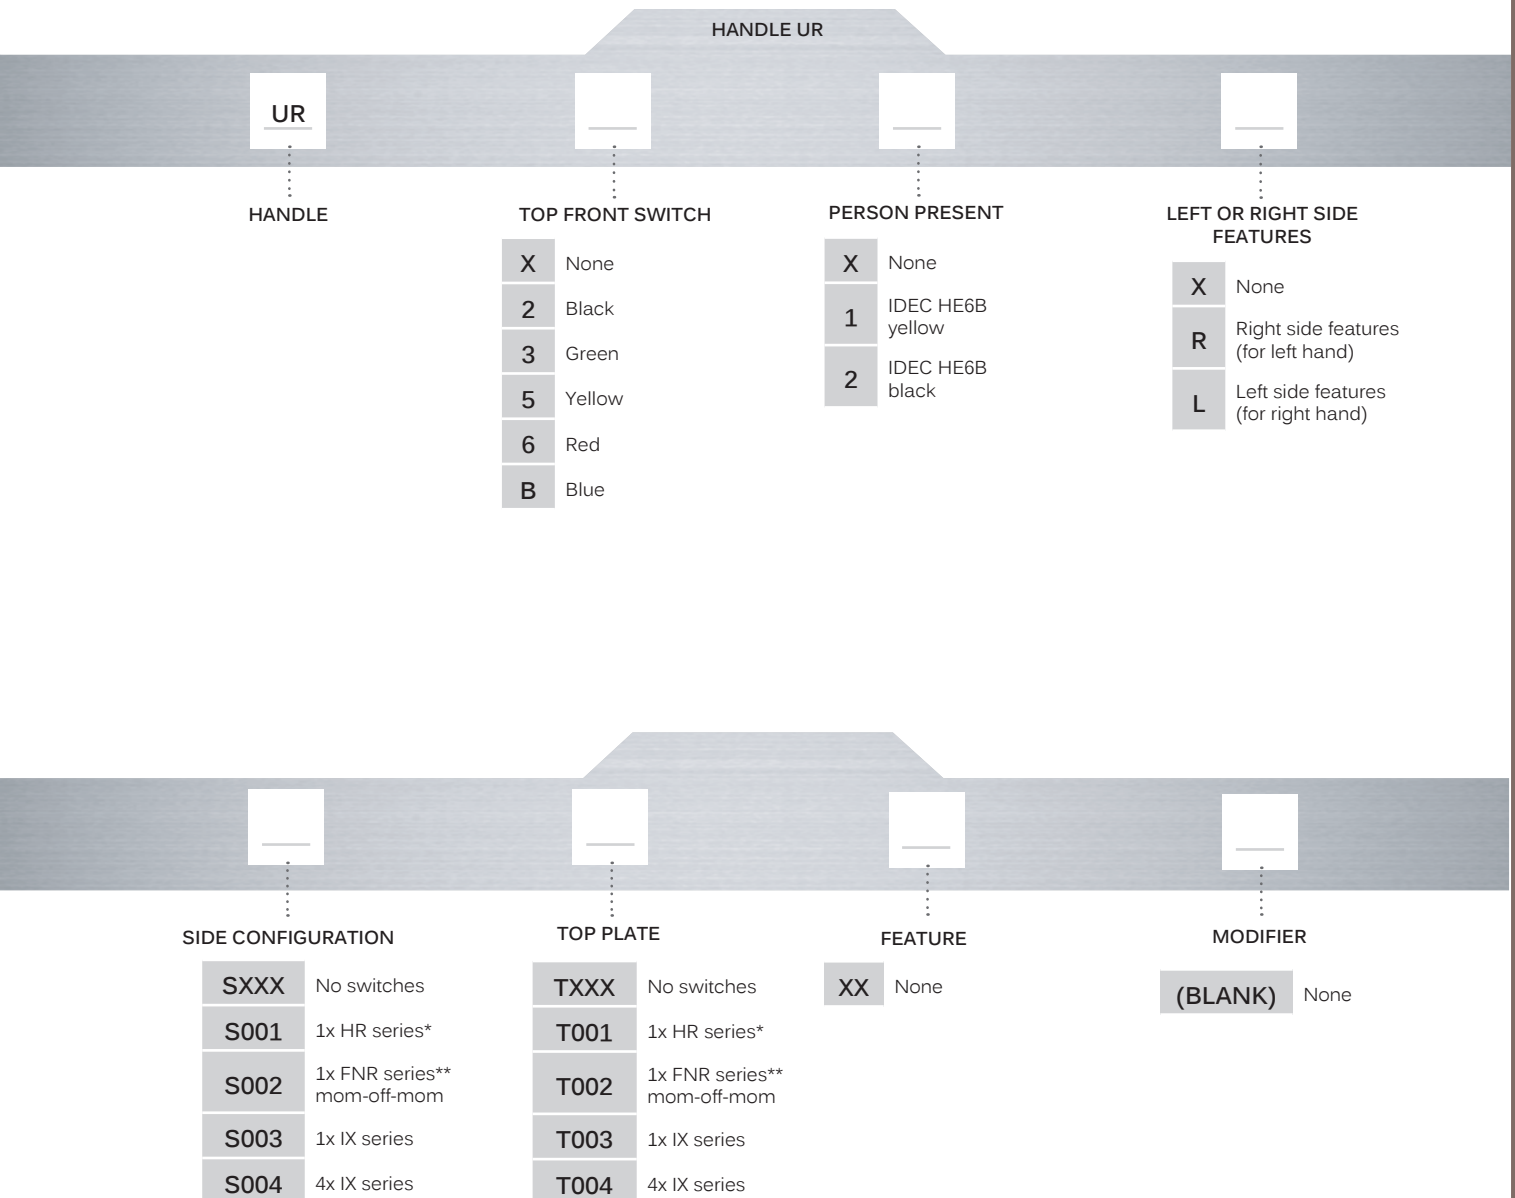 HANDLE UR
UR
HANDLE
TOP FRONT SWITCH
X None
2 Black
3 Green
5 Yellow
6 Red
B Blue
PERSON PRESENT
X None
1 IDEC HE6B
yellow
2 IDEC HE6B
black
LEFT OR RIGHT SIDE
FEATURES
X None
R Right side features
(for left hand)
L Left side features
(for right hand)
SIDE CONFIGURATION
SXXX No switches
S001 1x HR series*
S002 1x FNR series**
mom-off-mom
S003 1x IX series
S004 4x IX series
TOP PLATE
TXXX No switches
T001 1x HR series*
T002 1x FNR series**
mom-off-mom
T003 1x IX series
T004 4x IX series
FEATURE
XX None
MODIFIER
(BLANK) None